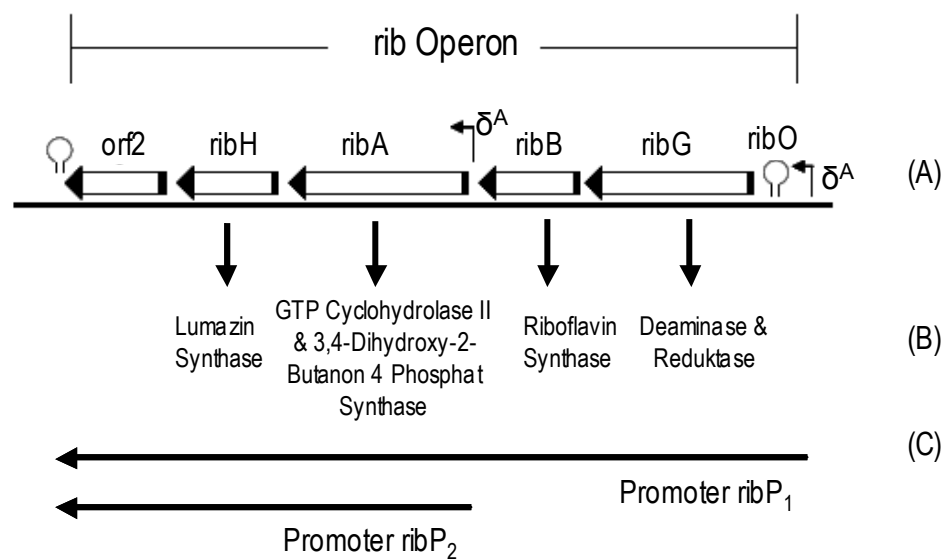 rib Operon
orf2 ribH ribA δᴬ ribB ribG ribO
δᴬ
(A)
Lumazin
Synthase
GTP Cyclohydrolase II
& 3,4-Dihydroxy-2-
Butanon 4 Phosphat
Synthase
Riboflavin
Synthase
Deaminase &
Reduktase
(B)
(C)
Promoter ribP₁
Promoter ribP₂